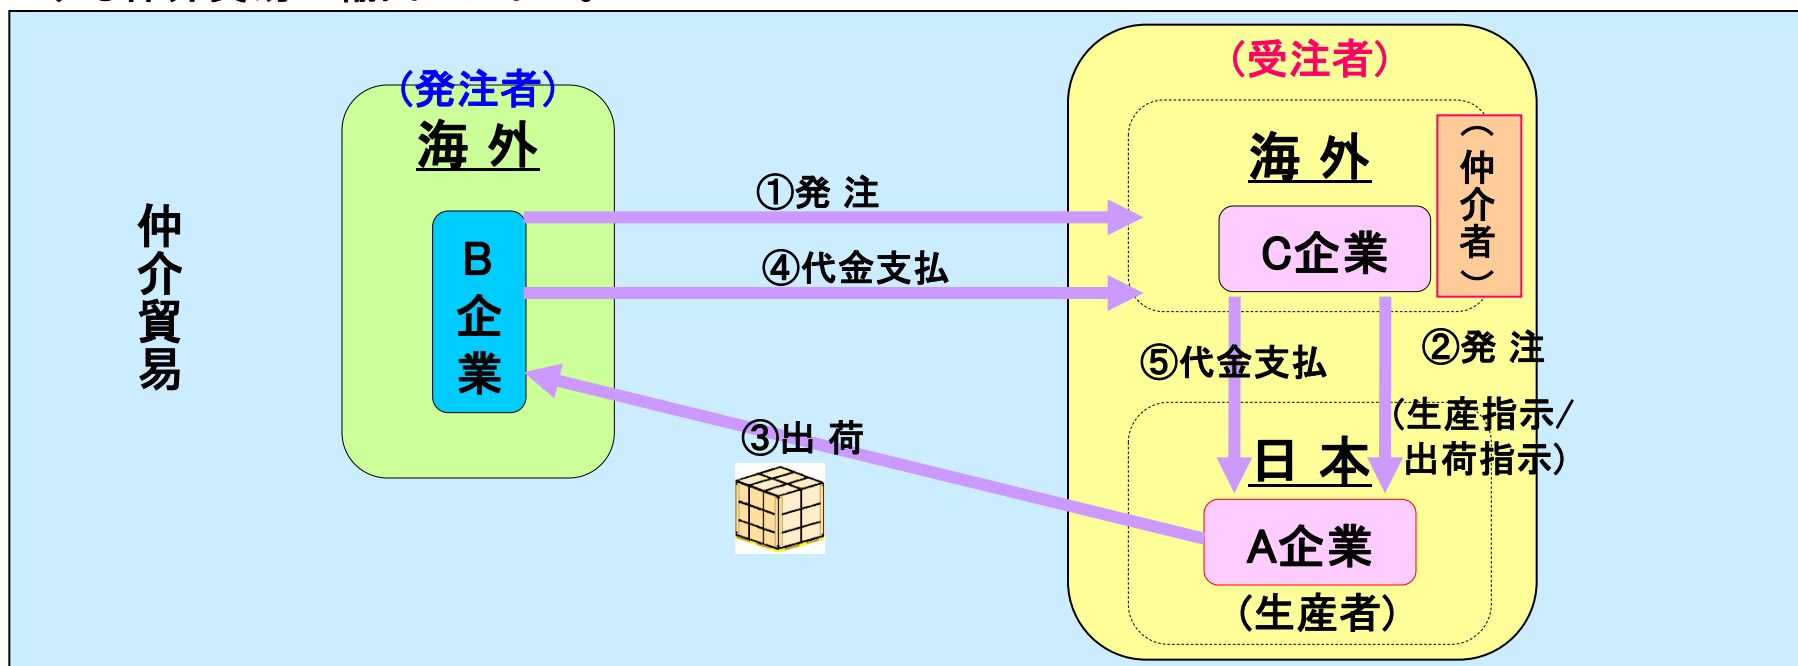 仲介貿易
(発注者)
海 外
B企業
①発 注
④代金支払
③出 荷
(受注者)
海 外
C企業
(仲介者)
⑤代金支払
②発 注
(生産指示/
出荷指示)
日 本
A企業
(生産者)